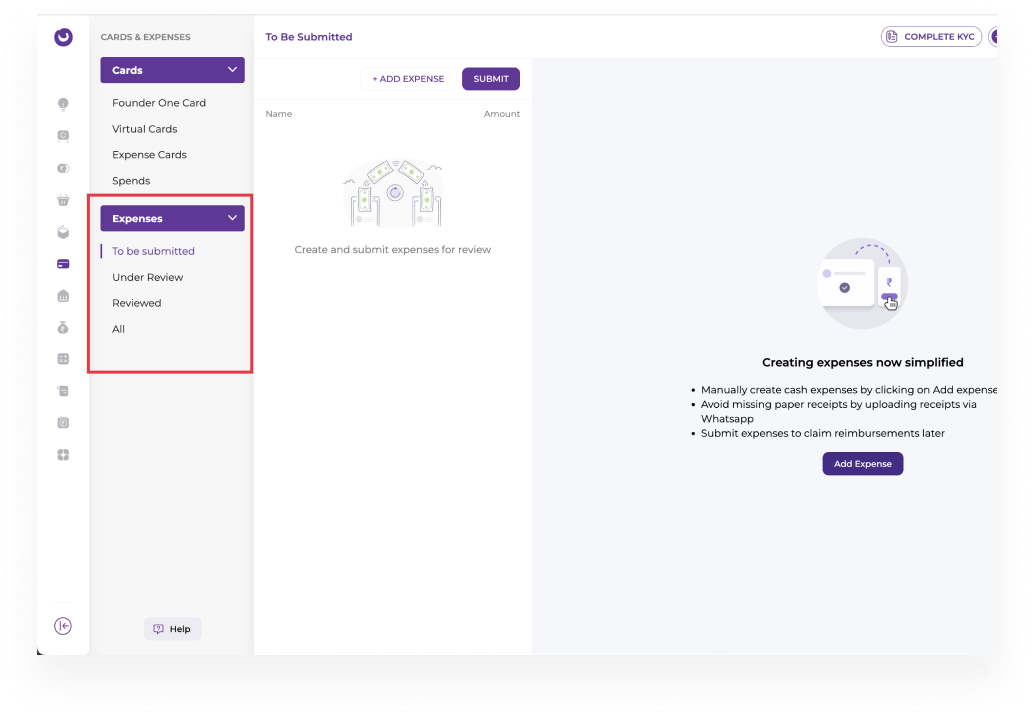 CARDS & EXPENSES
Cards
Founder One Card
Virtual Cards
Expense Cards
Spends
Expenses
To be submitted
Under Review
Reviewed
All
Help
To Be Submitted
COMPLETE KYC
+ ADD EXPENSE
SUBMIT
Name
Amount
Create and submit expenses for review
₹
Creating expenses now simplified
• Manually create cash expenses by clicking on Add expense
• Avoid missing paper receipts by uploading receipts via
Whatsapp
• Submit expenses to claim reimbursements later
Add Expense